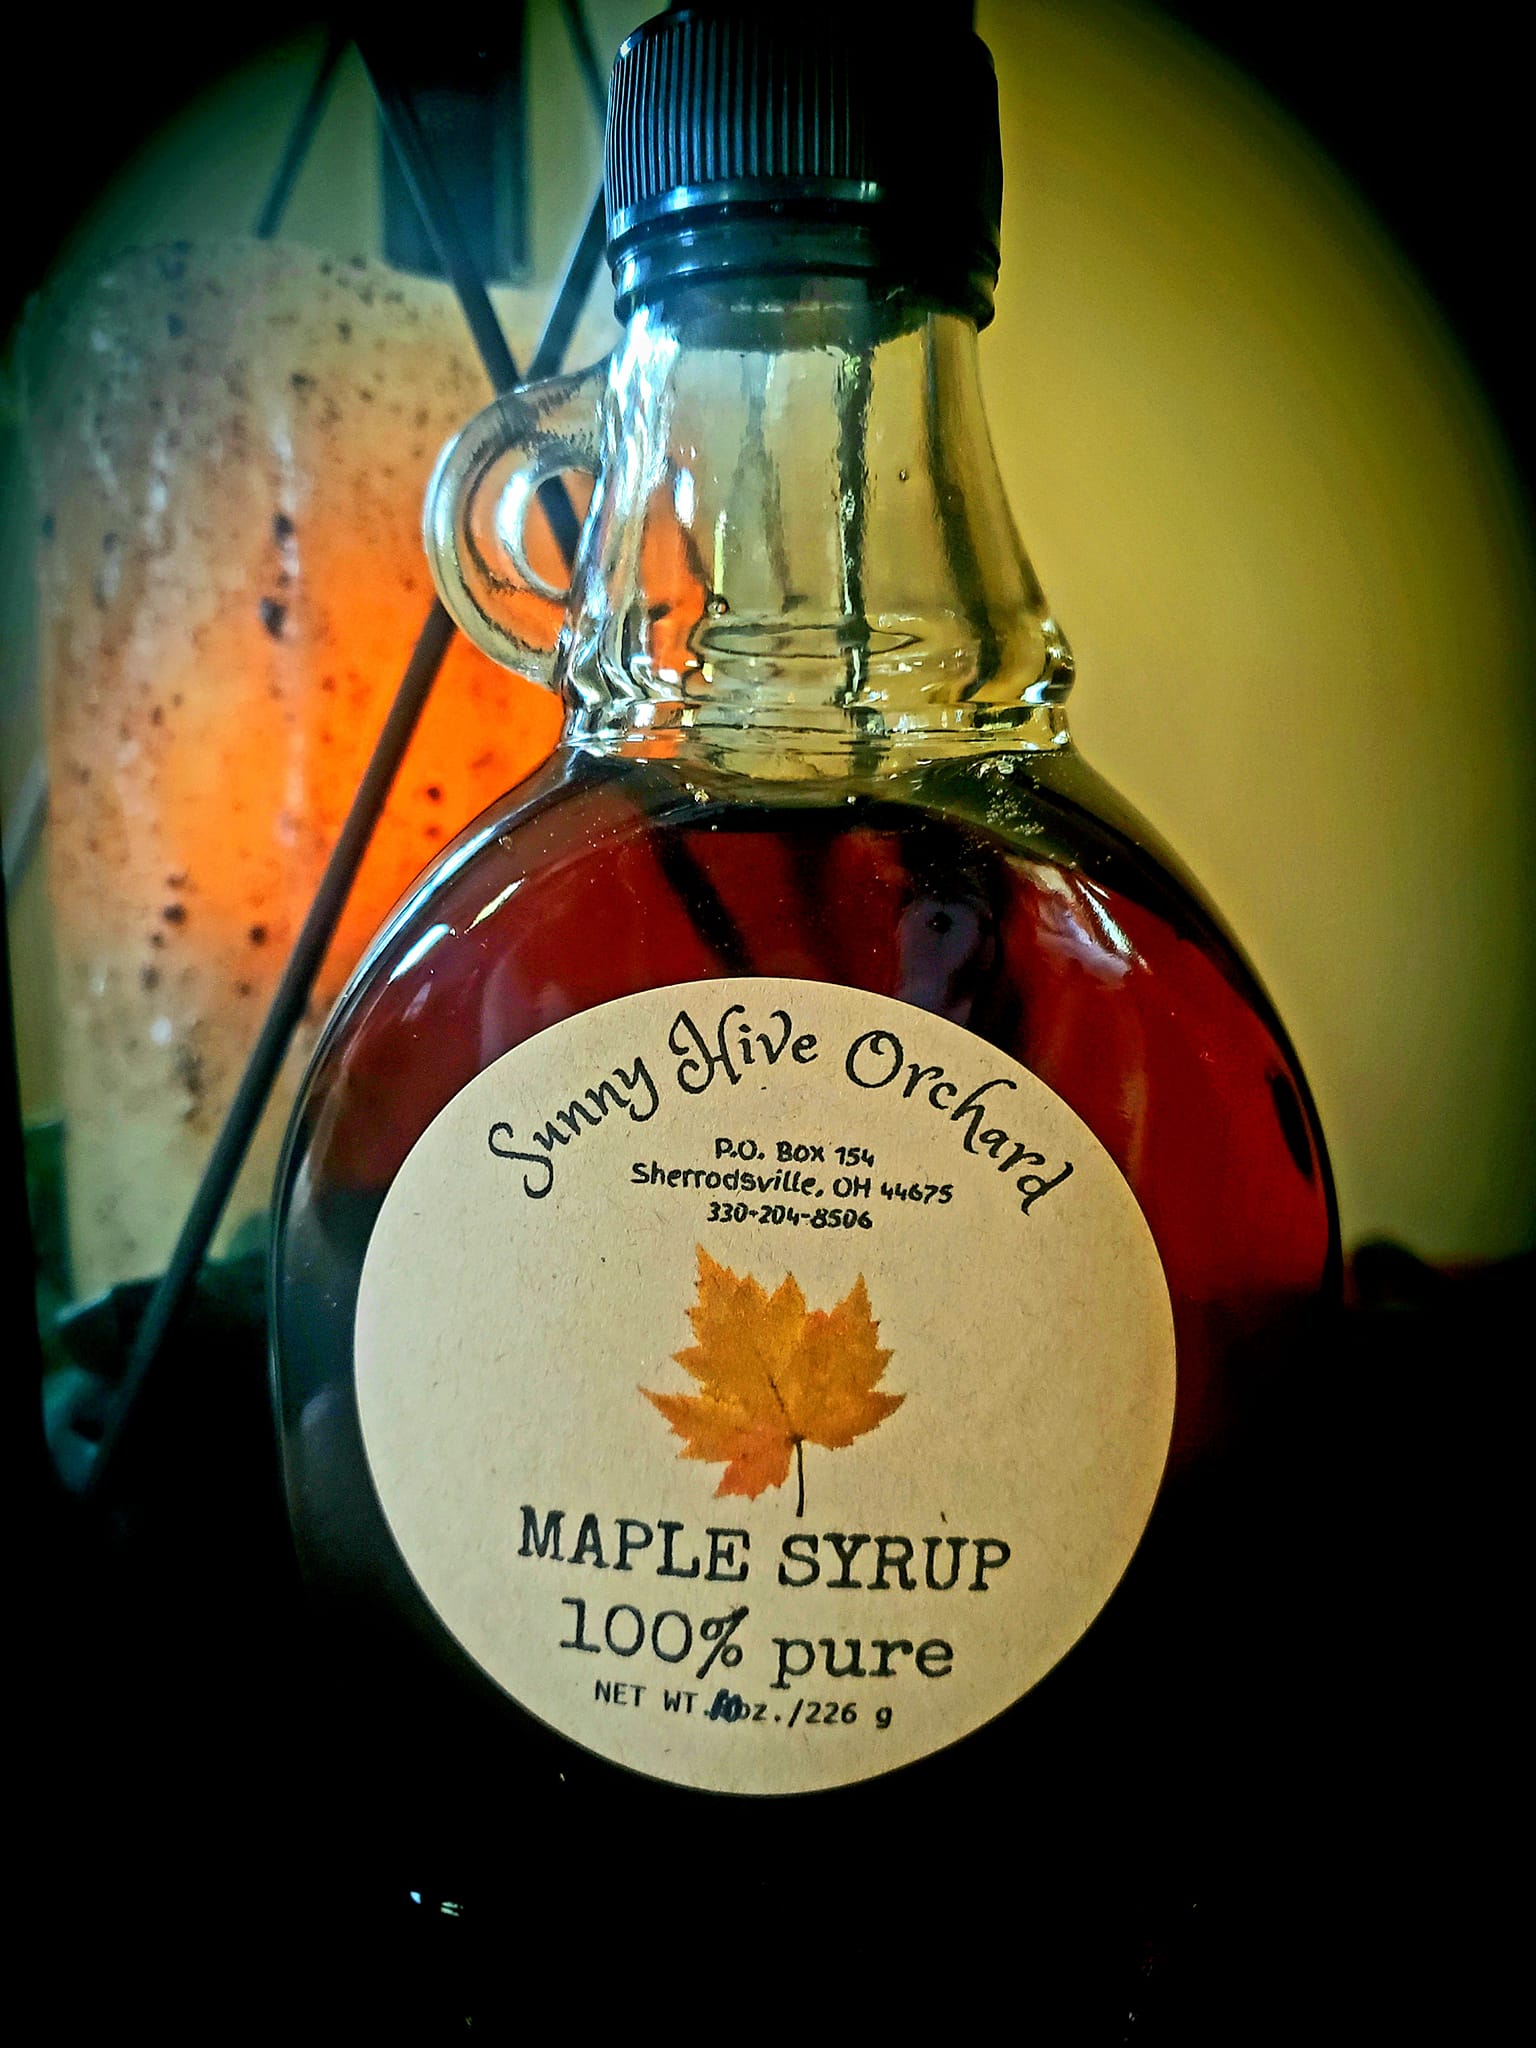 Sunny Hive Orchard
P.O. Box 154
Sherrodsville, OH 44675
330-204-8506
MAPLE SYRUP
100% pure
NET WT. oz./226 g